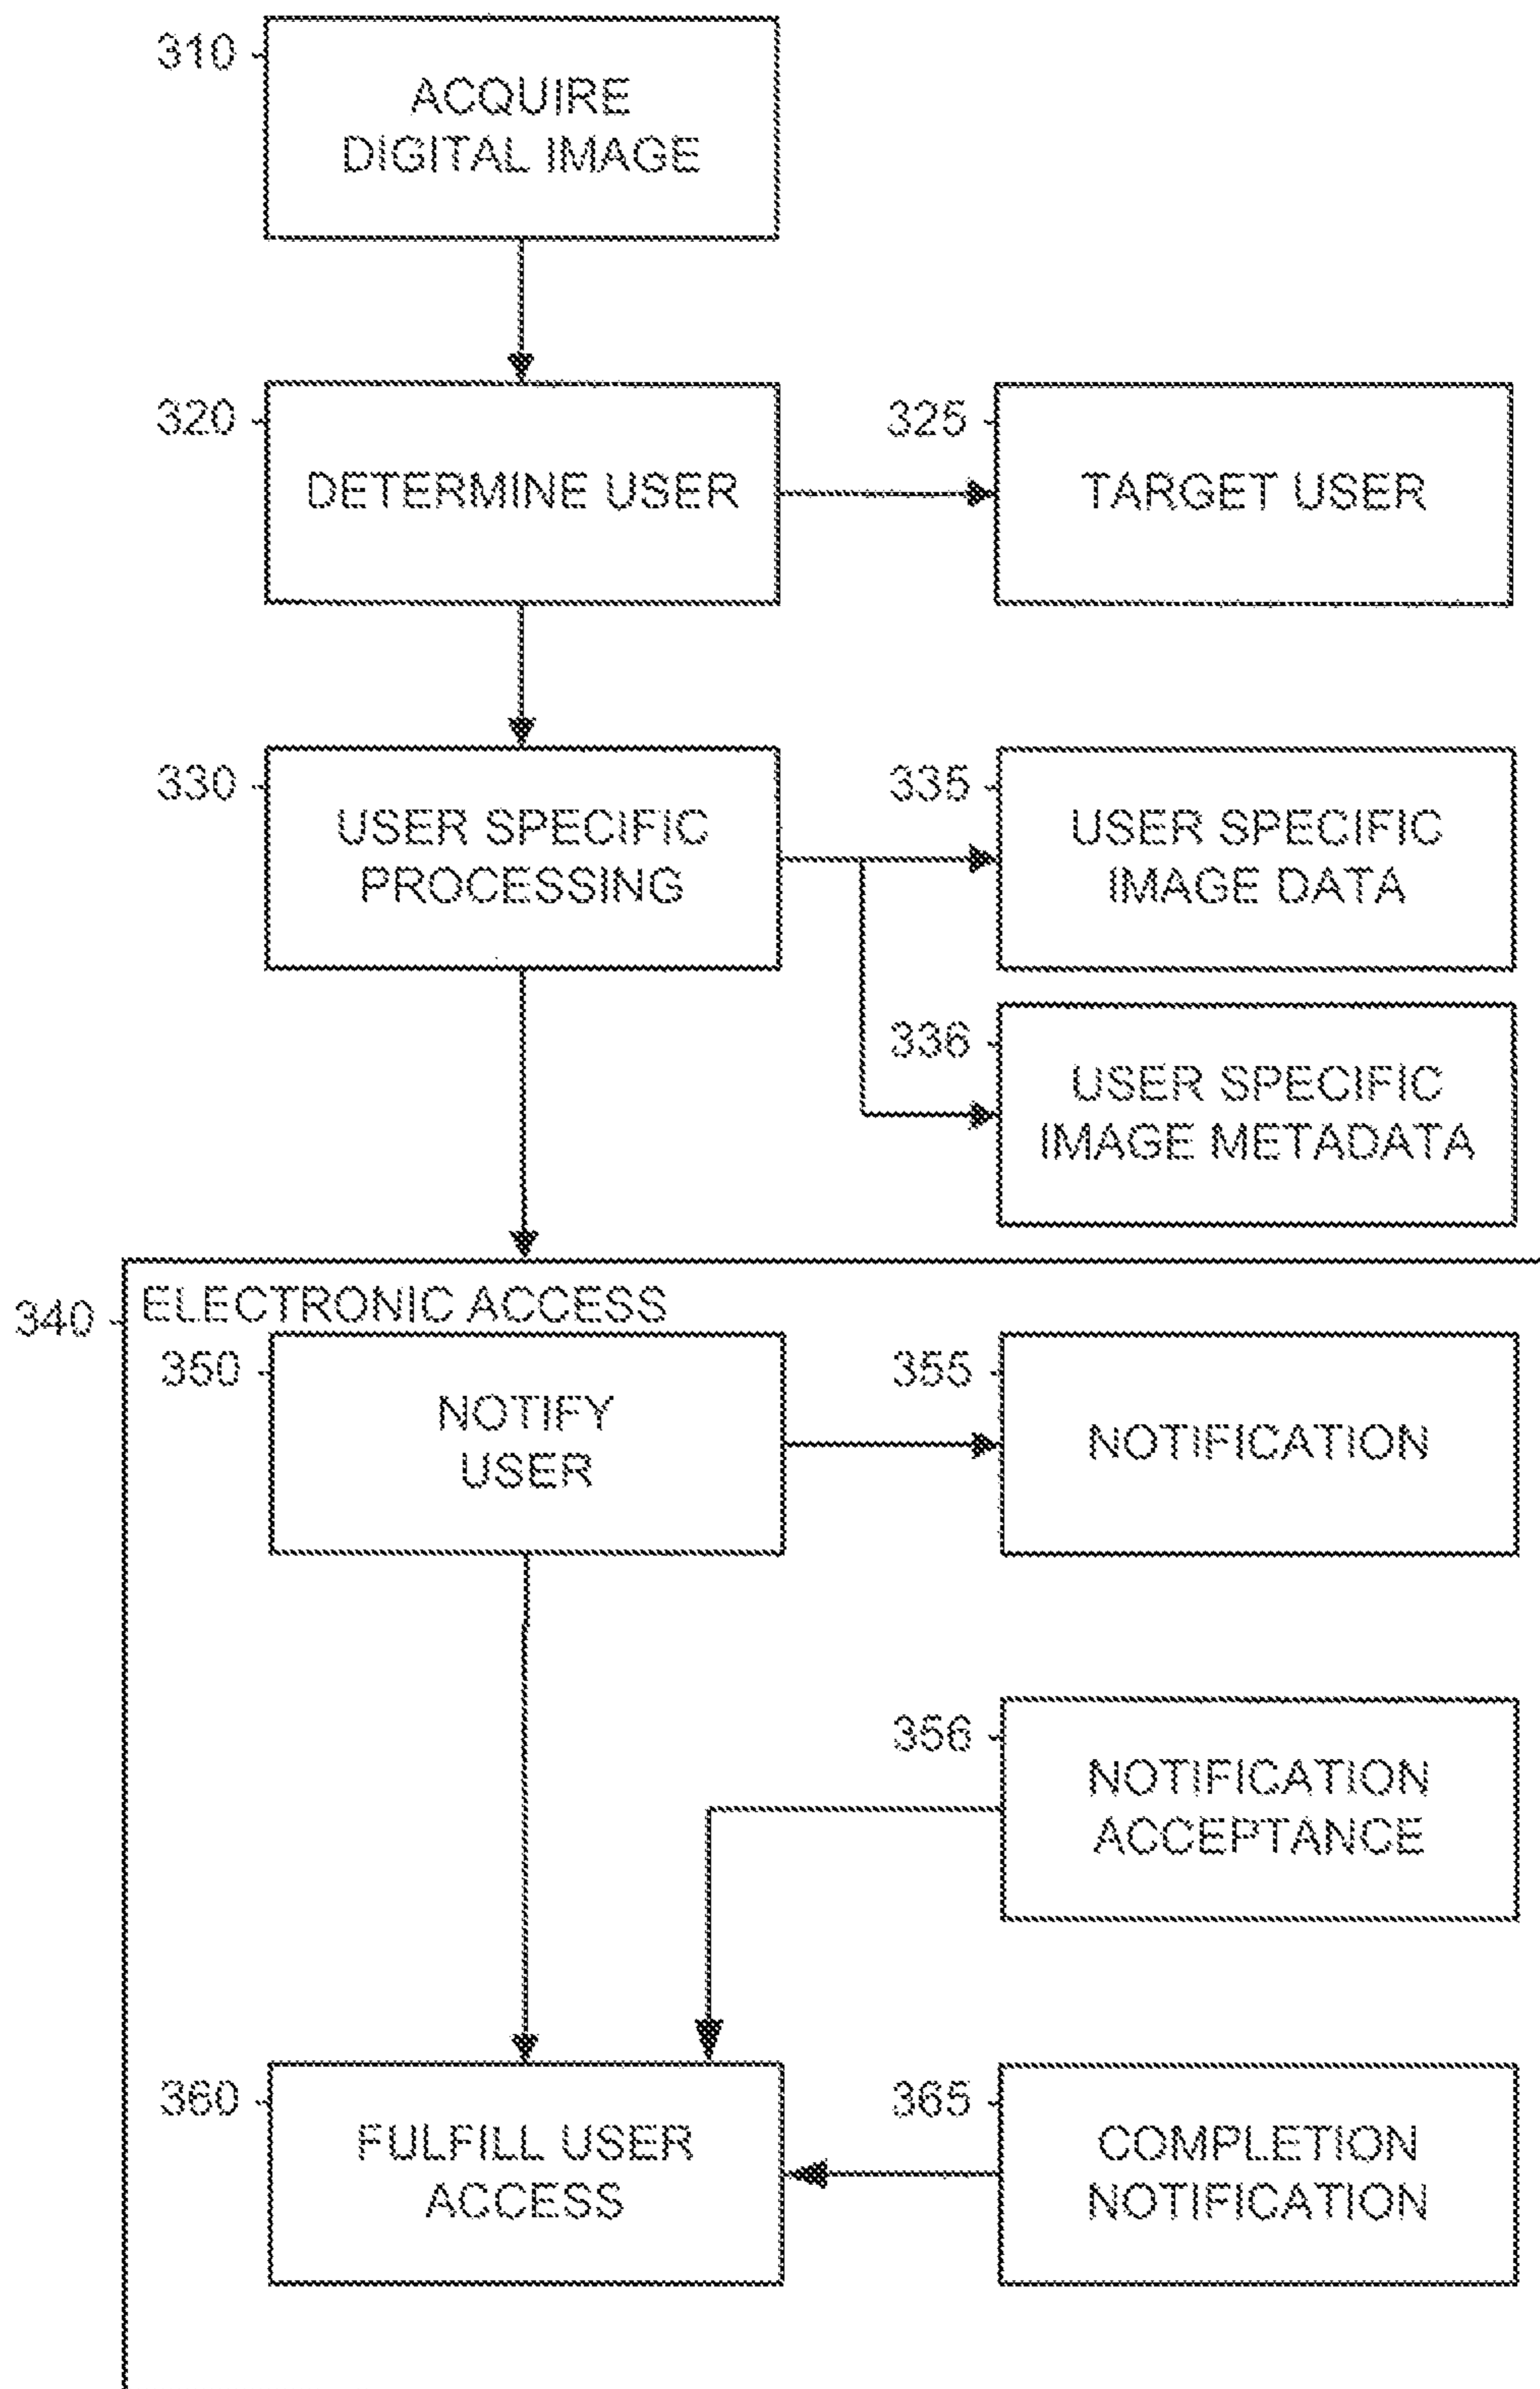 310
ACQUIRE
DIGITAL IMAGE
320
DETERMINE USER
325
TARGET USER
330
USER SPECIFIC
PROCESSING
335
USER SPECIFIC
IMAGE DATA
336
USER SPECIFIC
IMAGE METADATA
340
ELECTRONIC ACCESS
350
NOTIFY
USER
355
NOTIFICATION
356
NOTIFICATION
ACCEPTANCE
360
FULFILL USER
ACCESS
365
COMPLETION
NOTIFICATION